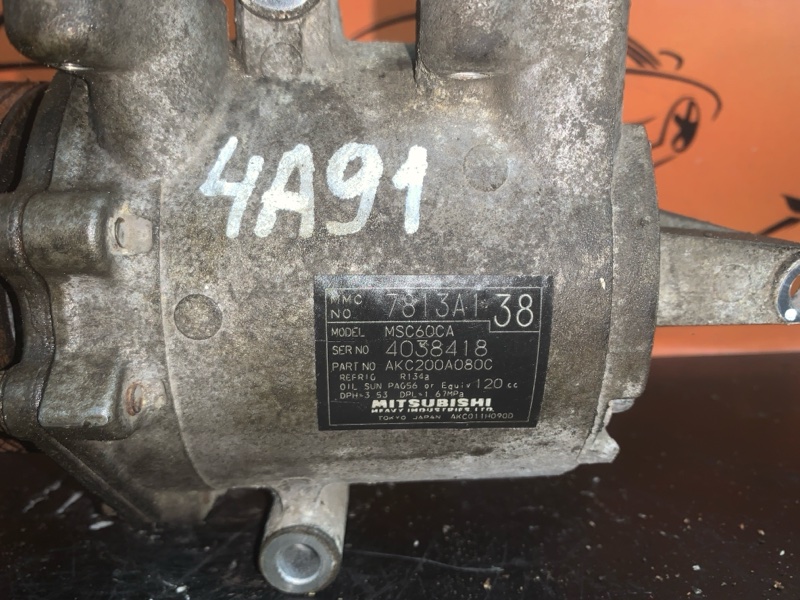 4A91
MMC NO 7813A1 38
MODEL MSC60CA
SER NO 4038418
PART NO AKC200A080C
REFRIG R134a
OIL SUN PAG56 or Equiv 120 cc
DPH=3.53 DPL=1.67MPa
MITSUBISHI
HEAVY INDUSTRIES, LTD.
TOKYO JAPAN AKC011H090D